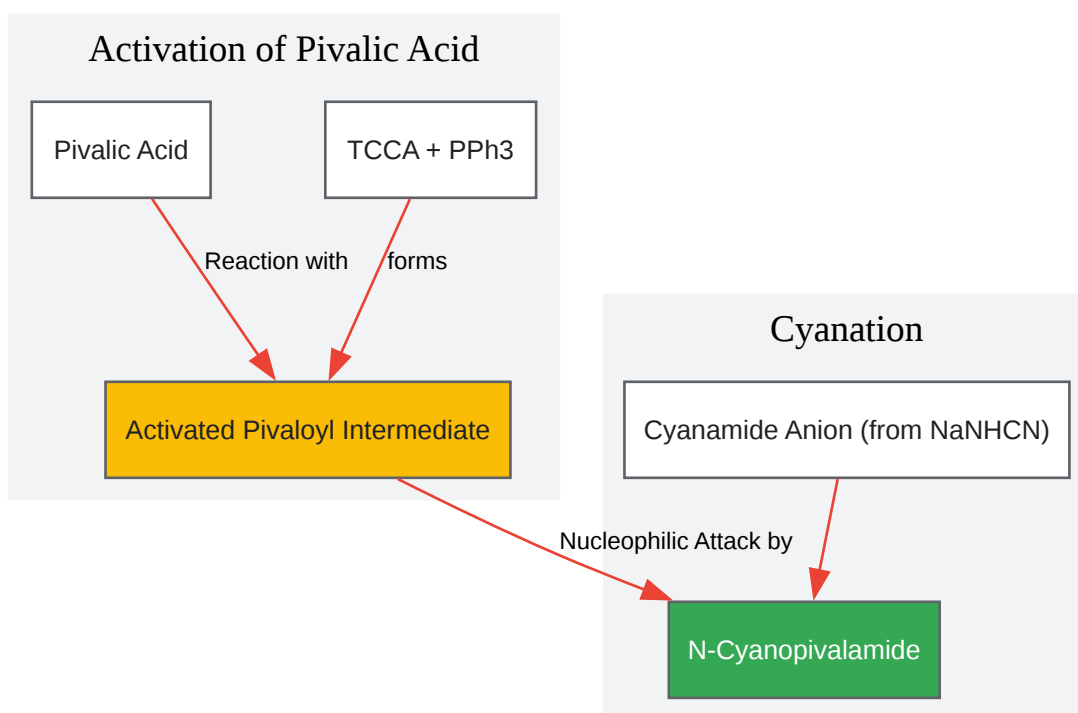 Activation of Pivalic Acid
Pivalic Acid
TCCA + PPh3
Reaction with
forms
Activated Pivaloyl Intermediate
Cyanation
Cyanamide Anion (from NaNHCN)
Nucleophilic Attack by
N-Cyanopivalamide